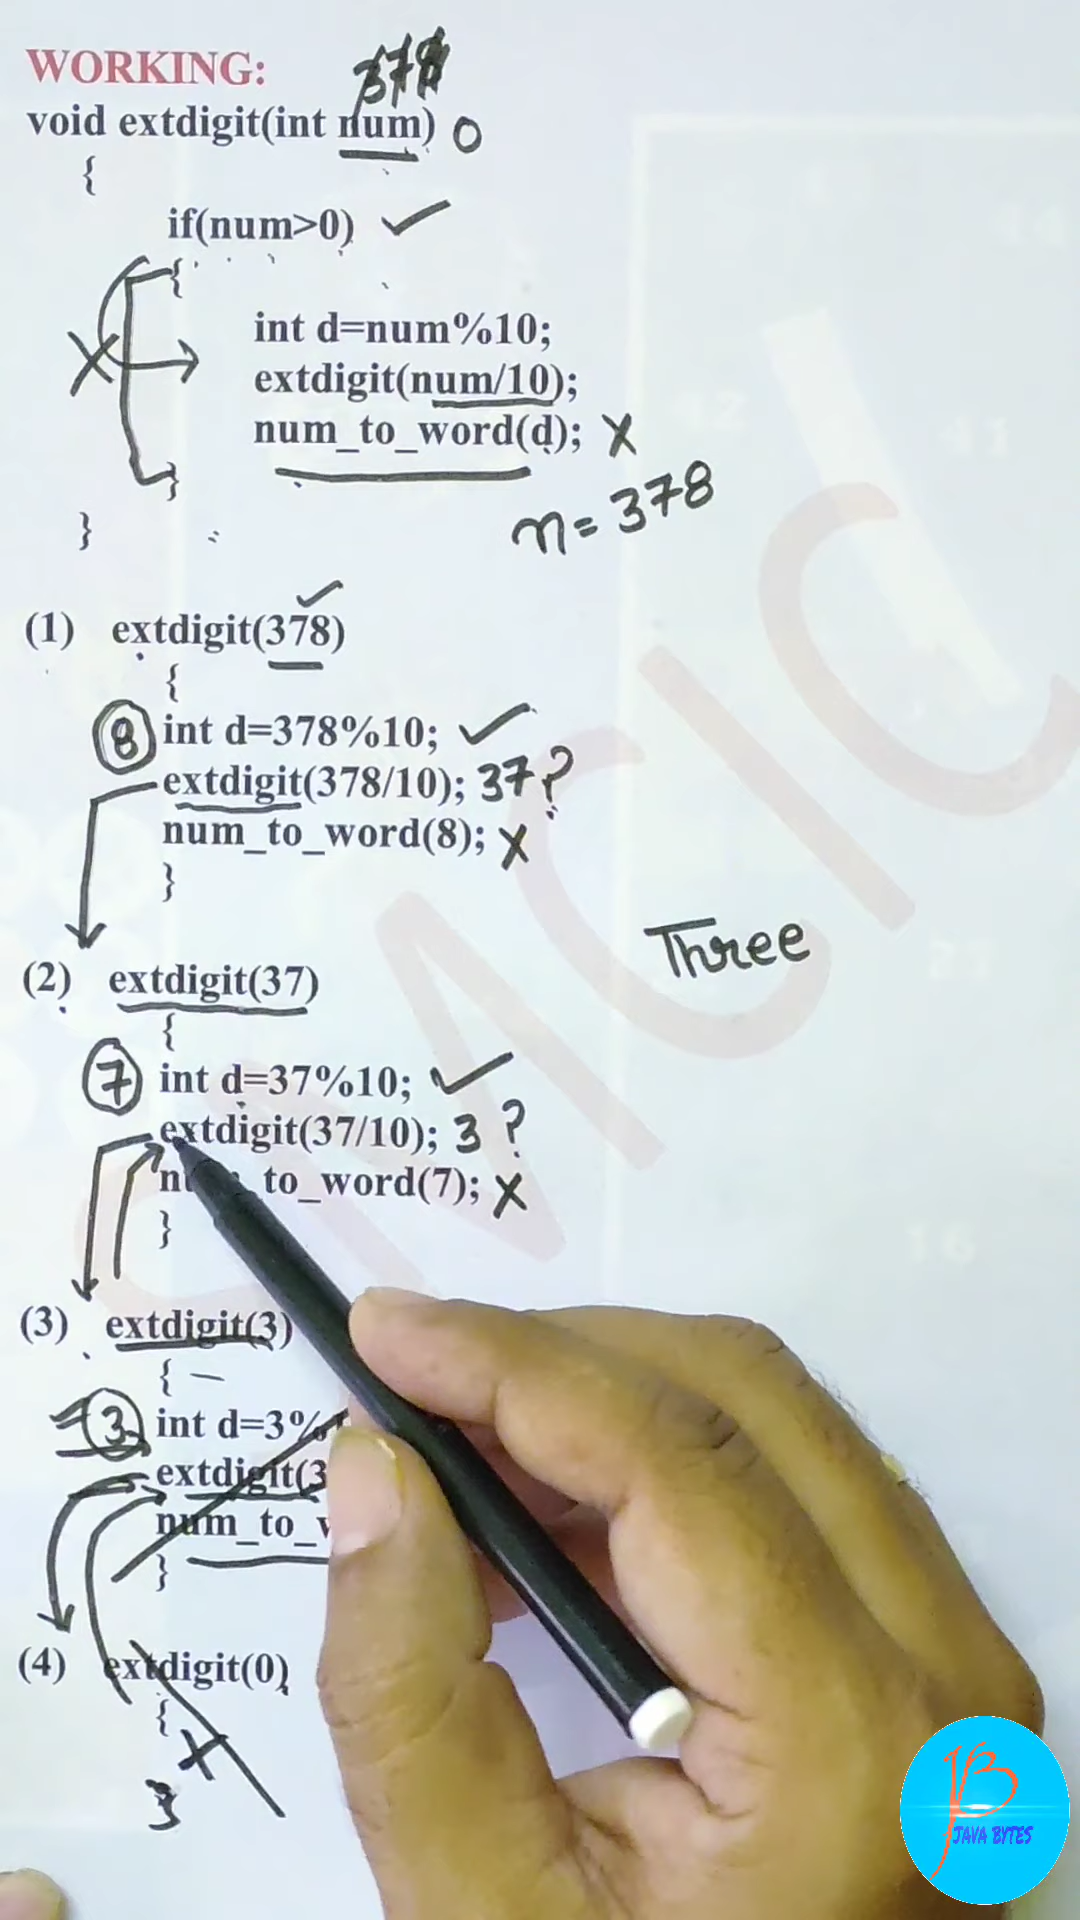 WORKING:
378
void extdigit(int num) 0
{
if(num>0) ✓
{
int d=num%10;
X
extdigit(num/10);
num_to_word(d); X
}
n=378
}
(1) extdigit(378) ✓
{
8 int d=378%10; ✓
extdigit(378/10); 37?
num_to_word(8); X
}
Three
(2) extdigit(37)
{
7 int d=37%10; ✓
extdigit(37/10); 3 ?
to_word(7); X
}
(3) extdigit(3)
{
3 int d=3%
extdigit(3
num_to_
}
(4) extdigit(0)
{
X
}
JB
JAVA BYTES